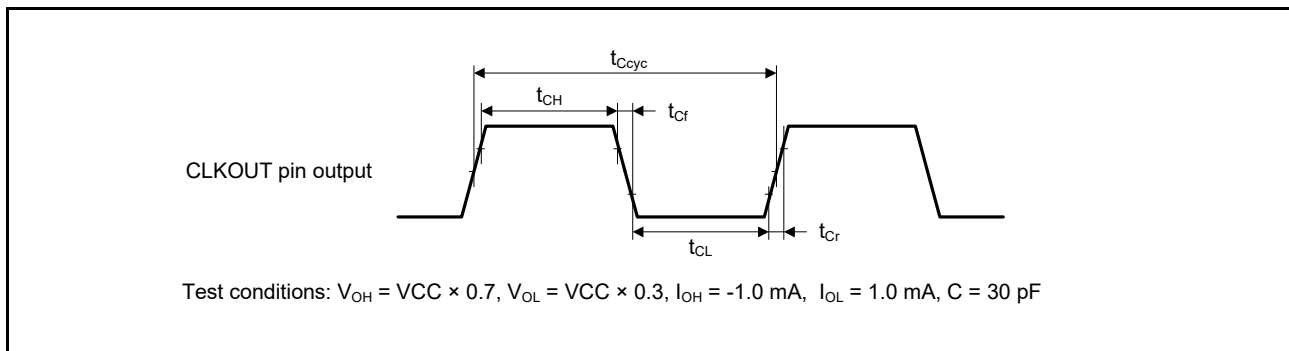 tCcyc
tCH
tCf
CLKOUT pin output
tCL
tCr
Test conditions: VOH = VCC × 0.7, VOL = VCC × 0.3, IOH = -1.0 mA, IOL = 1.0 mA, C = 30 pF